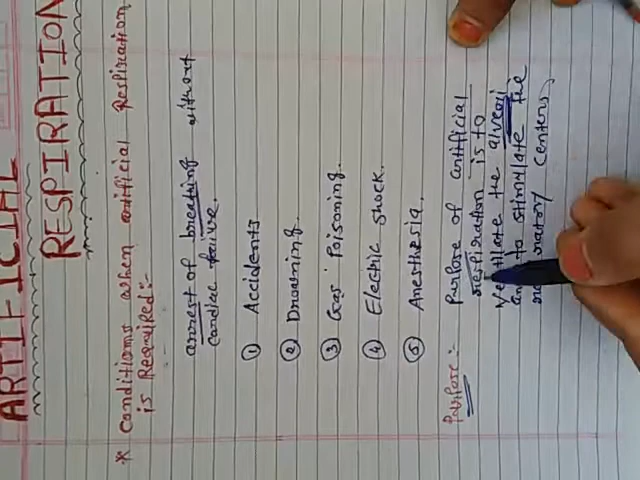 ARTIFICIAL
RESPIRATION
* Conditions when artificial Respiration
is Required:-
arrest of breathing without
cardiac faiure.
① Accidents
② Drowning.
③ Gas Poisoning.
④ Electric shock.
⑤ Anesthesia.
Purpose:- Purpose of artificial
respiration is to
Ventilate the alveoli
and to stimulate the
centers,